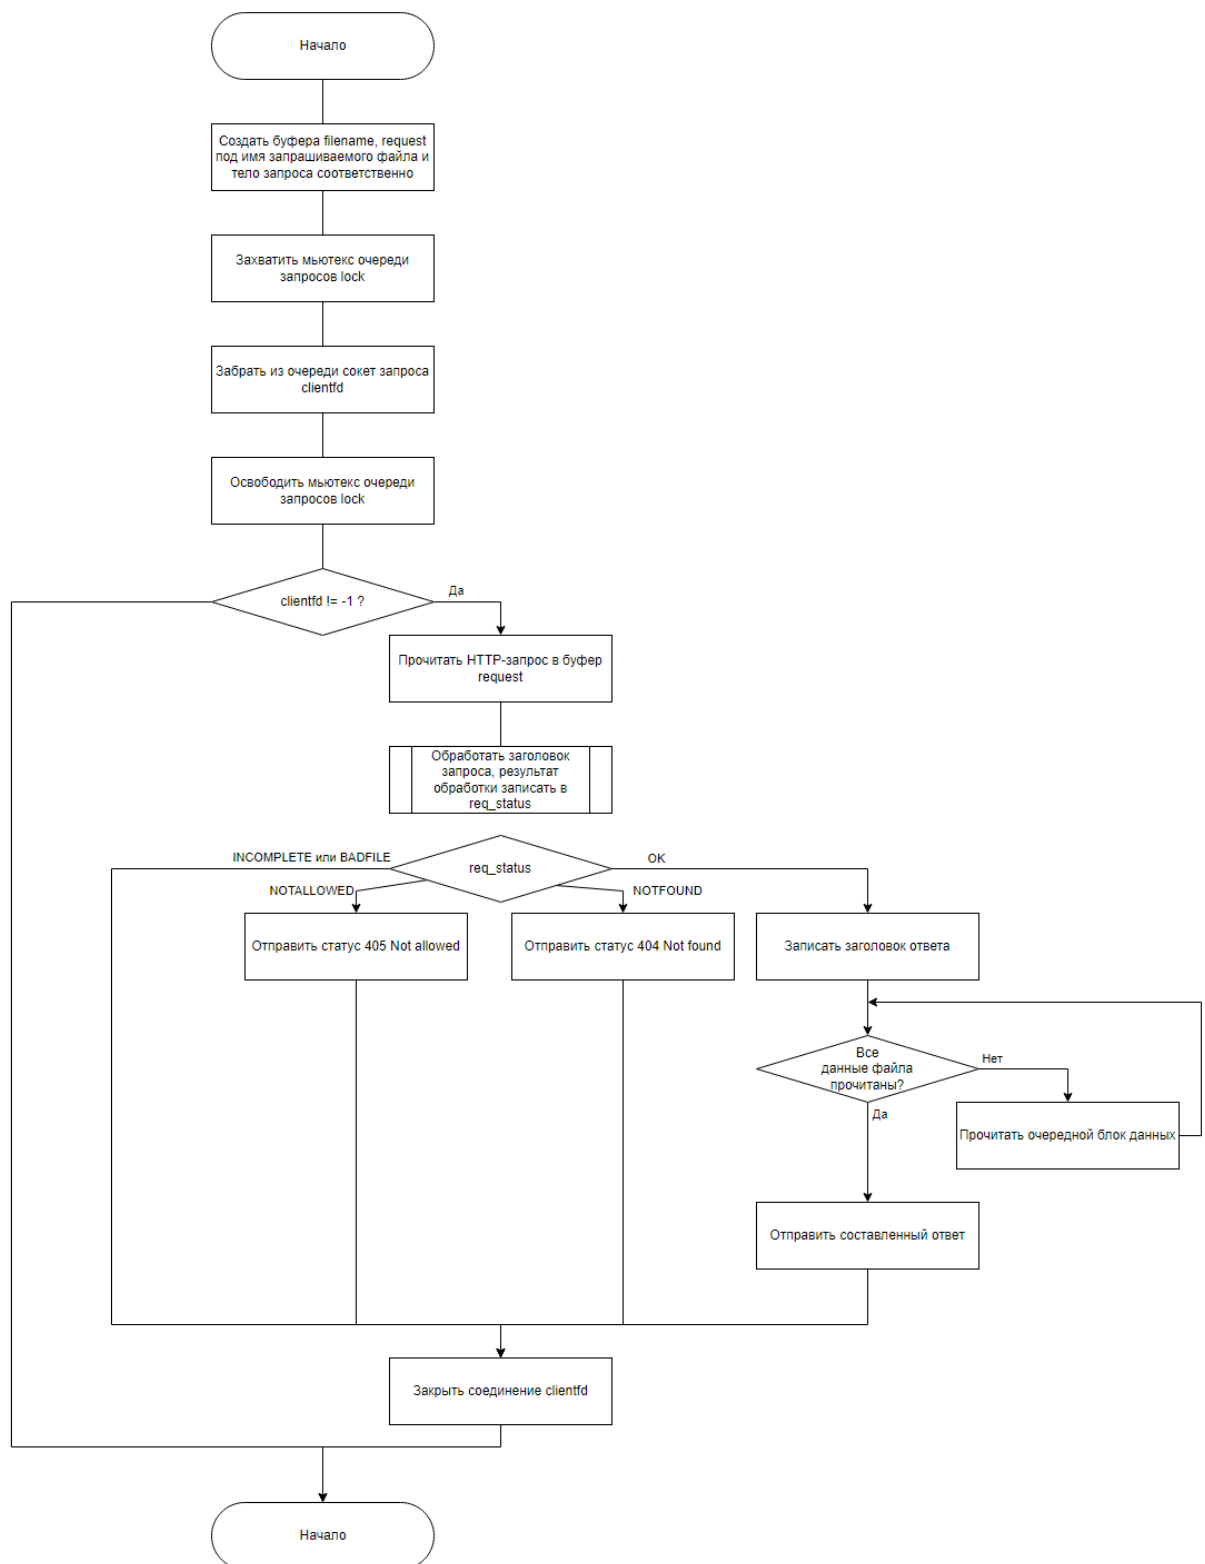 Начало
Создать буфера filename, request
под имя запрашиваемого файла и
тело запроса соответственно
Захватить мьютекс очереди
запросов lock
Забрать из очереди сокет запроса
clientfd
Освободить мьютекс очереди
запросов lock
clientfd != -1 ?
Да
Прочитать HTTP-запрос в буфер
request
Обработать заголовок
запроса, результат
обработки записать в
req_status
INCOMPLETE или BADFILE
req_status
OK
NOTALLOWED
NOTFOUND
Отправить статус 405 Not allowed
Отправить статус 404 Not found
Записать заголовок ответа
Все
данные файла
прочитаны?
Нет
Да
Прочитать очередной блок данных
Отправить составленный ответ
Закрыть соединение clientfd
Начало